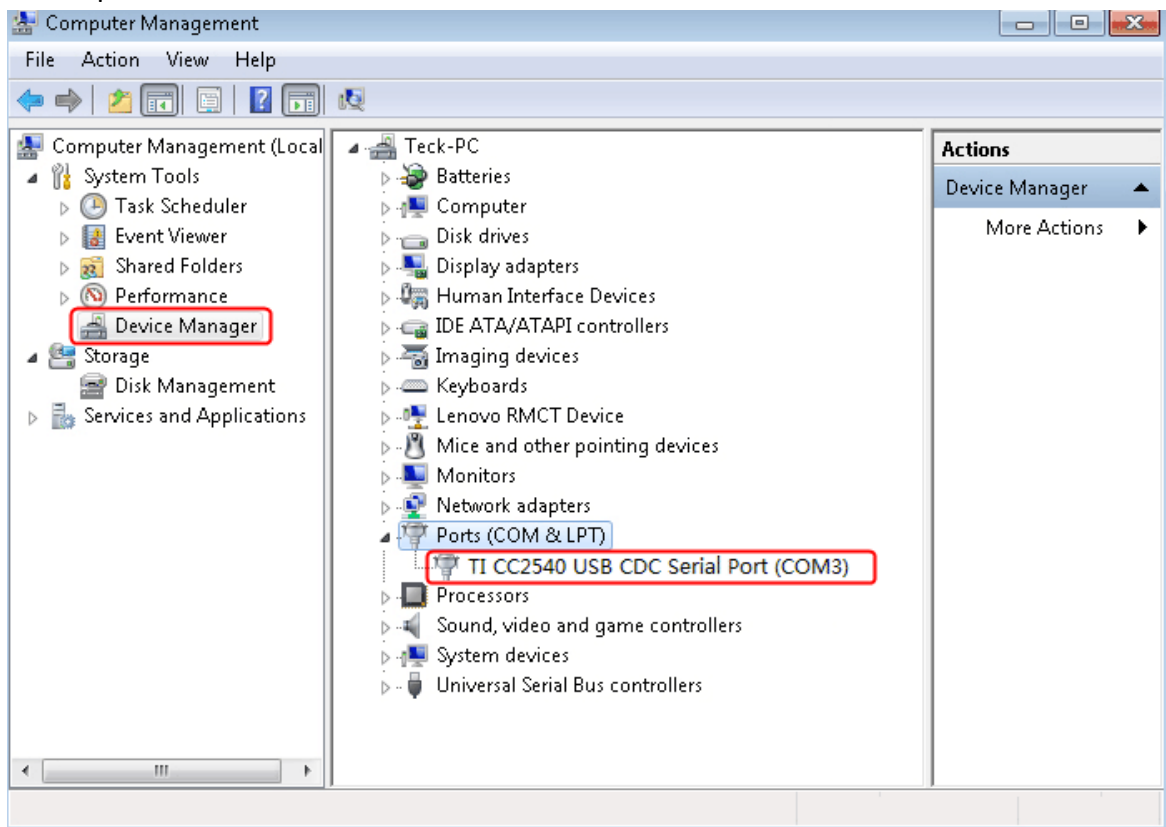 Computer Management
File Action View Help
Computer Management (Local
System Tools
Task Scheduler
Event Viewer
Shared Folders
Performance
Device Manager
Storage
Disk Management
Services and Applications
Teck-PC
Batteries
Computer
Disk drives
Display adapters
Human Interface Devices
IDE ATA/ATAPI controllers
Imaging devices
Keyboards
Lenovo RMCT Device
Mice and other pointing devices
Monitors
Network adapters
Ports (COM & LPT)
TI CC2540 USB CDC Serial Port (COM3)
Processors
Sound, video and game controllers
System devices
Universal Serial Bus controllers
Actions
Device Manager
More Actions